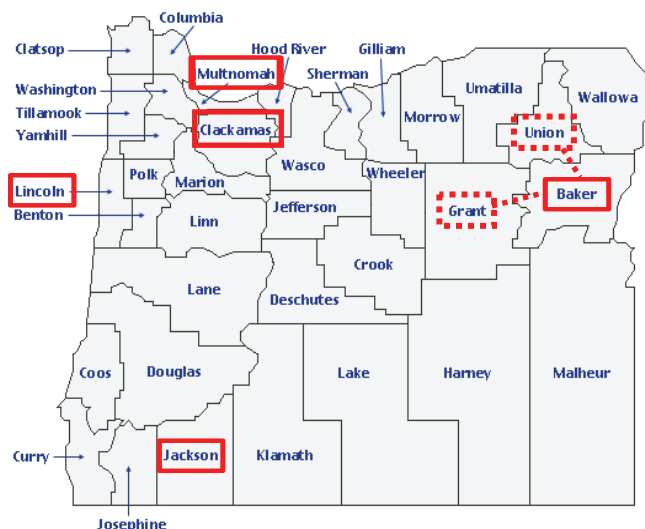 Columbia
Clatsop
Hood River
Gilliam
Multnomah
Sherman
Umatilla
Wallowa
Washington
Tillamook
Morrow
Yamhill
Clackamas
Union
Wasco
Wheeler
Polk
Marion
Lincoln
Baker
Jefferson
Grant
Benton
Linn
Crook
Lane
Deschutes
Coos
Douglas
Lake
Harney
Malheur
Curry
Jackson
Klamath
Josephine